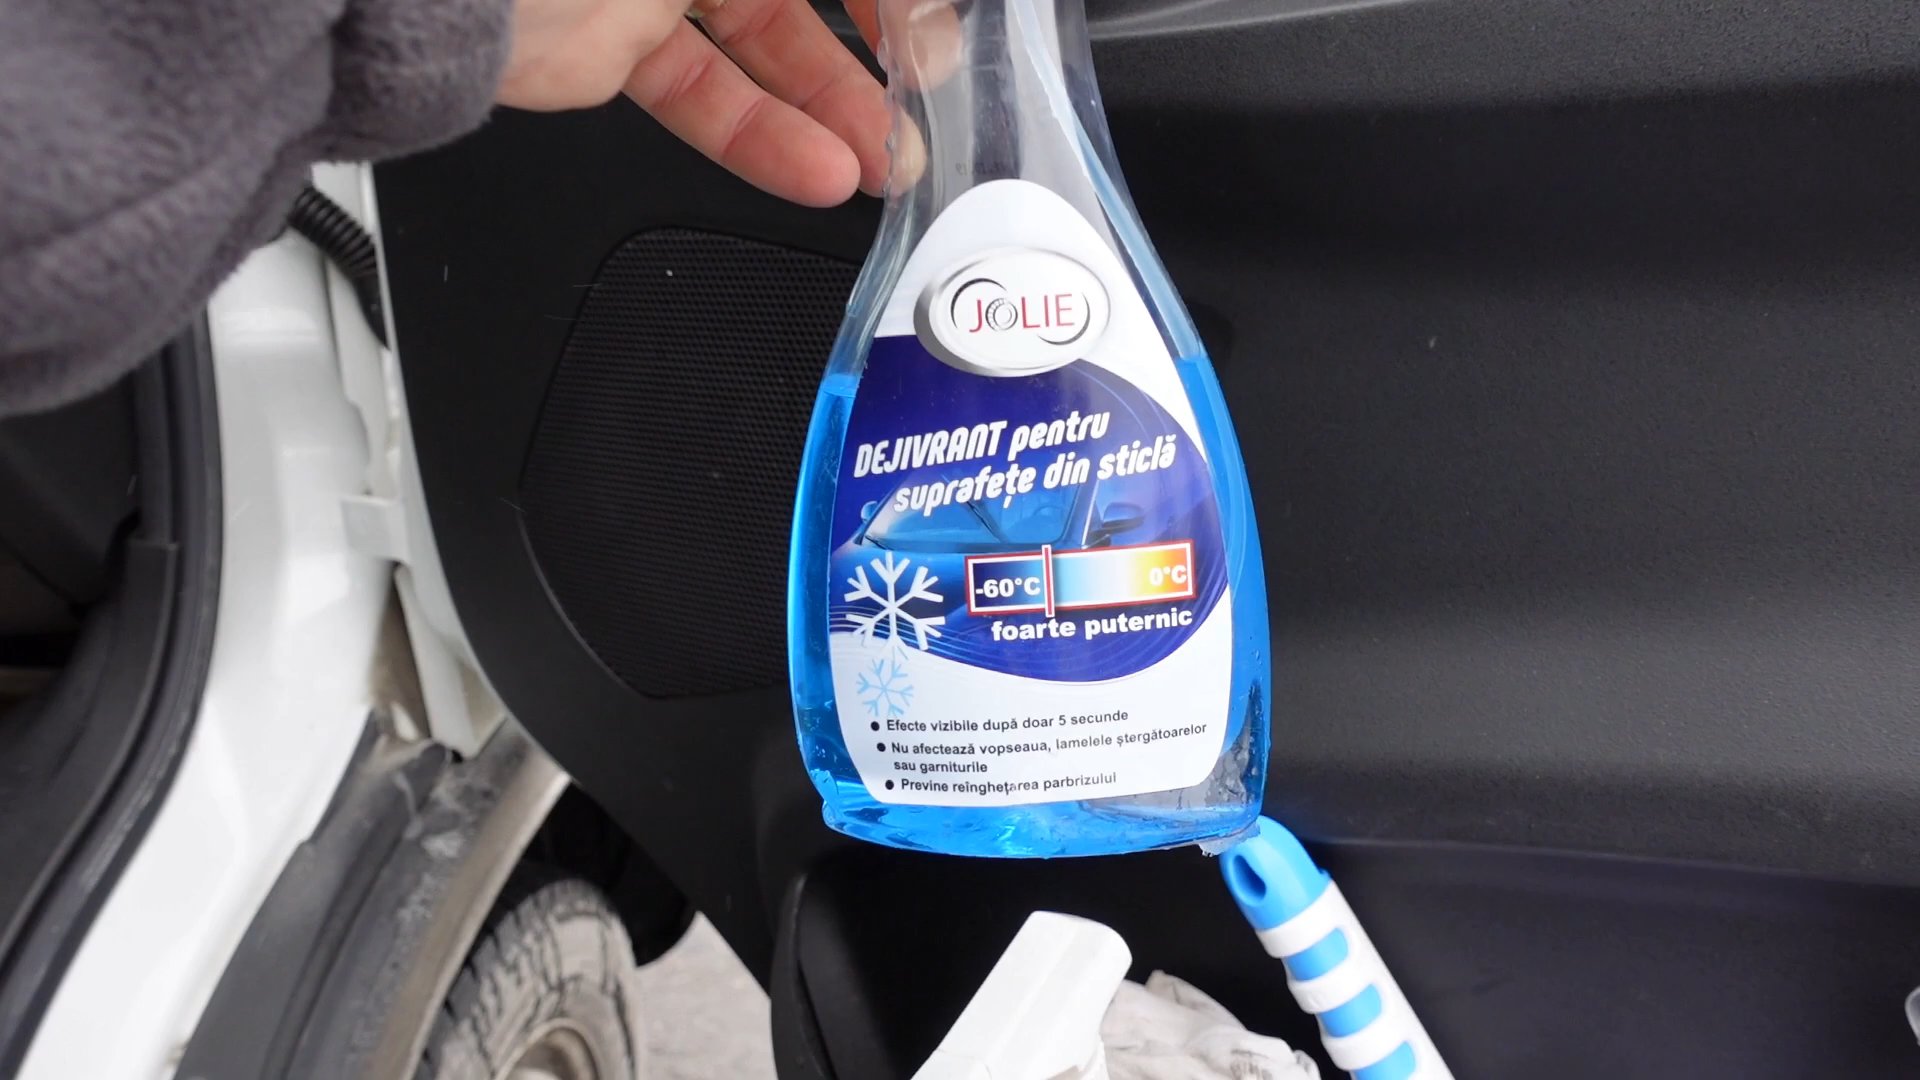 JOLIE
DEJIVRANT pentru
suprafețe din sticlă
-60°C 0°C
foarte puternic
● Efecte vizibile după doar 5 secunde
● Nu afectează vopseaua, lamelele ștergătoarelor
sau garniturile
● Previne reînghețarea parbrizului